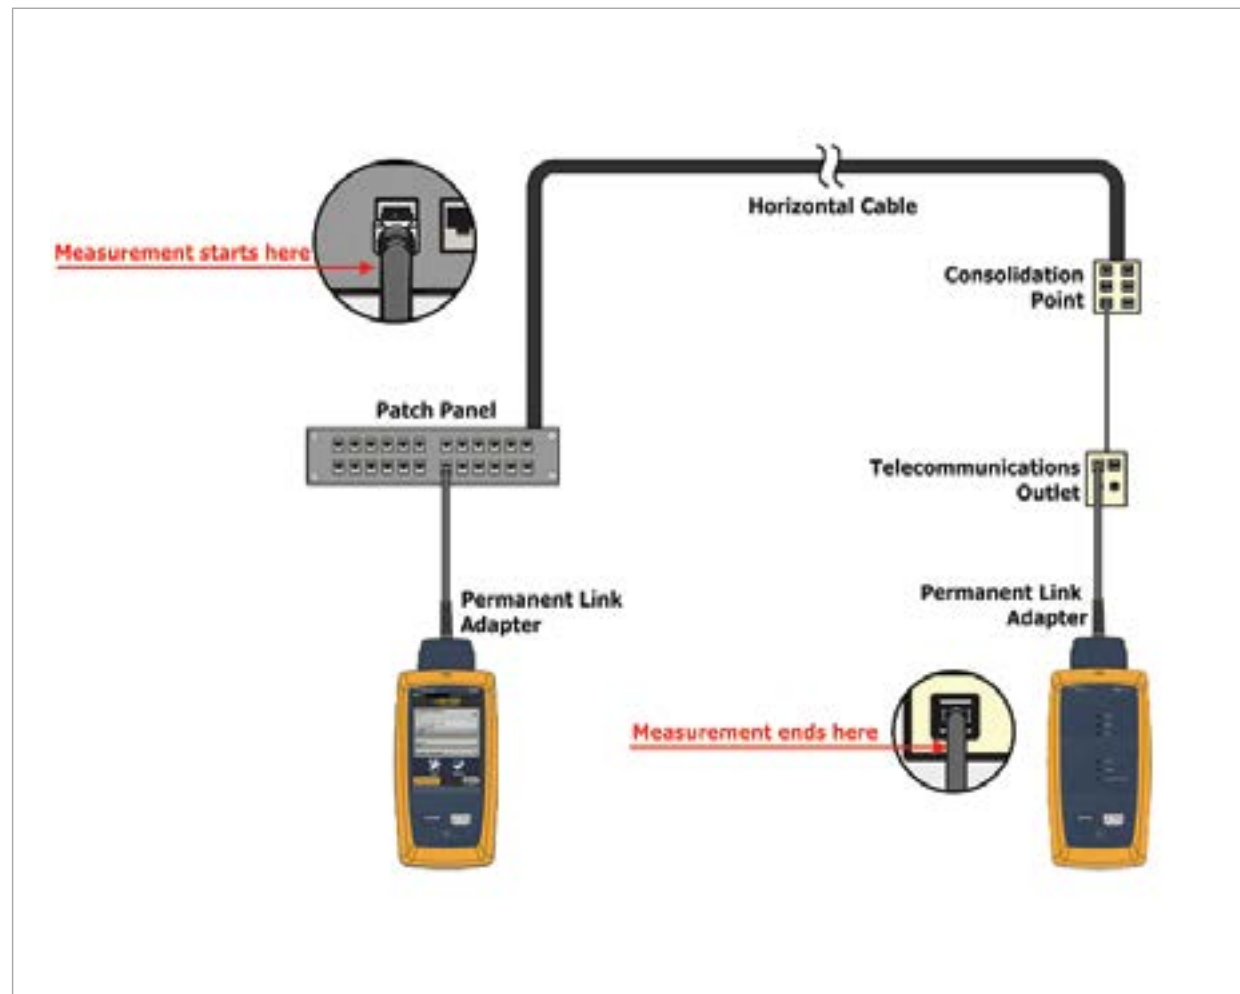 Measurement starts here
Horizontal Cable
Consolidation
Point
Patch Panel
Telecommunications
Outlet
Permanent Link
Adapter
Permanent Link
Adapter
Measurement ends here